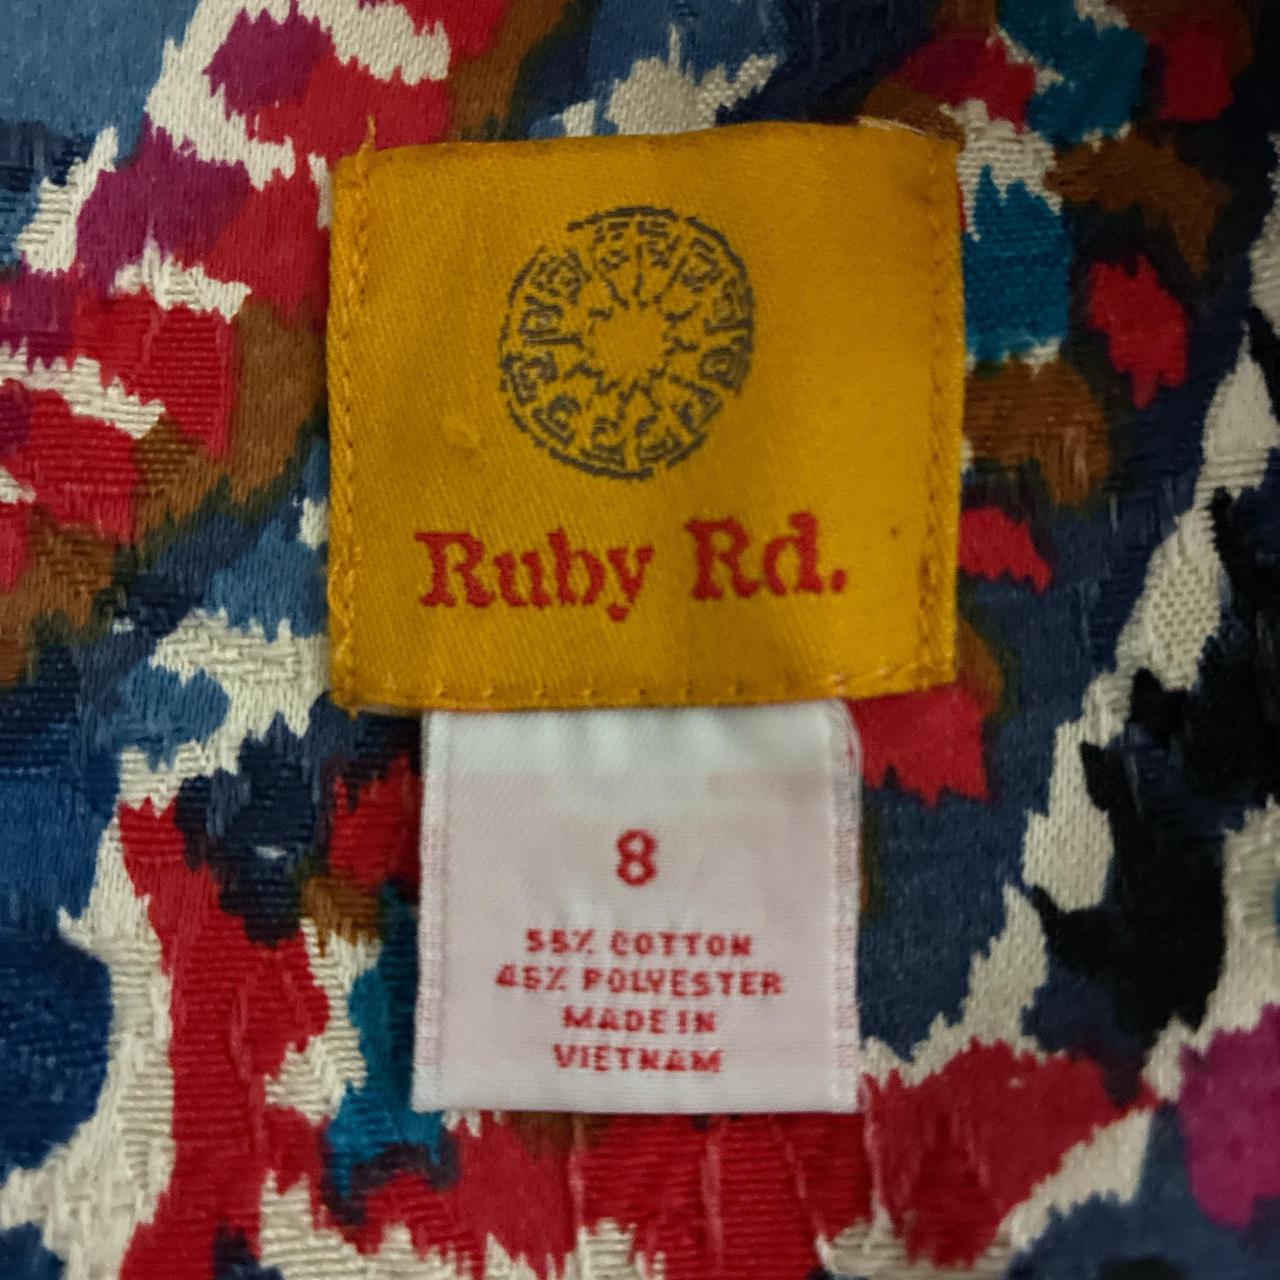 Ruby Rd.
8
55% COTTON
45% POLYESTER
MADE IN
VIETNAM